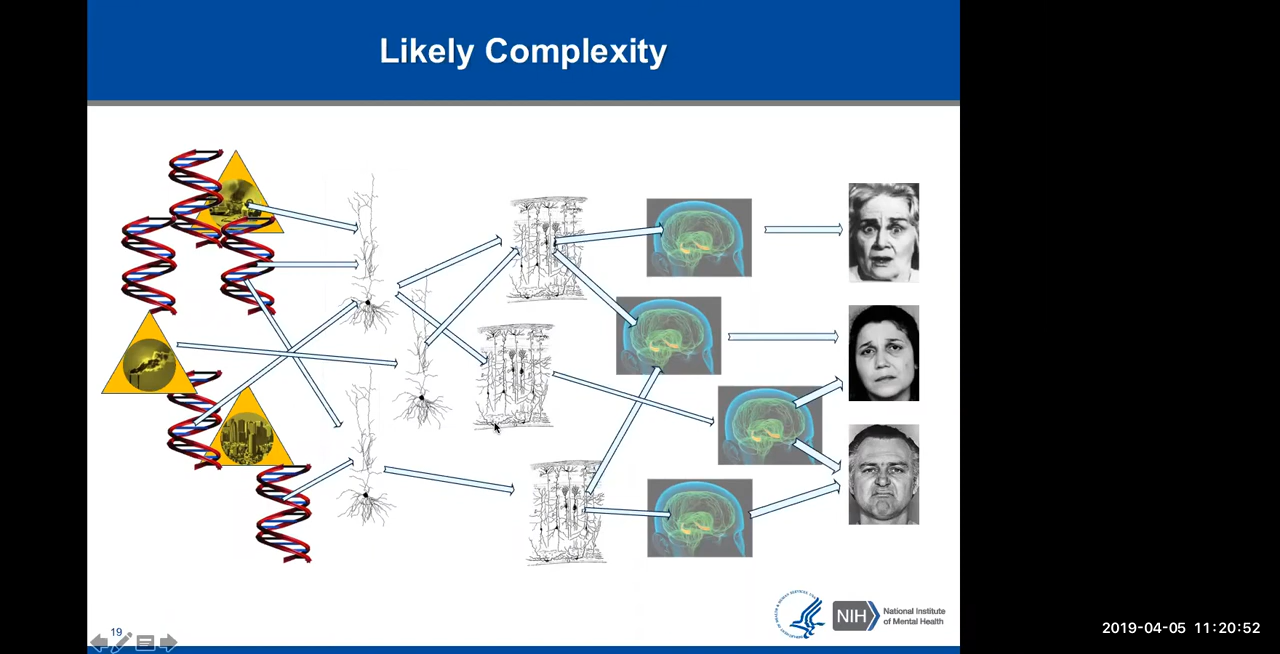 Likely Complexity
19
NIH
National Institute
of Mental Health
2019-04-05 11:20:52